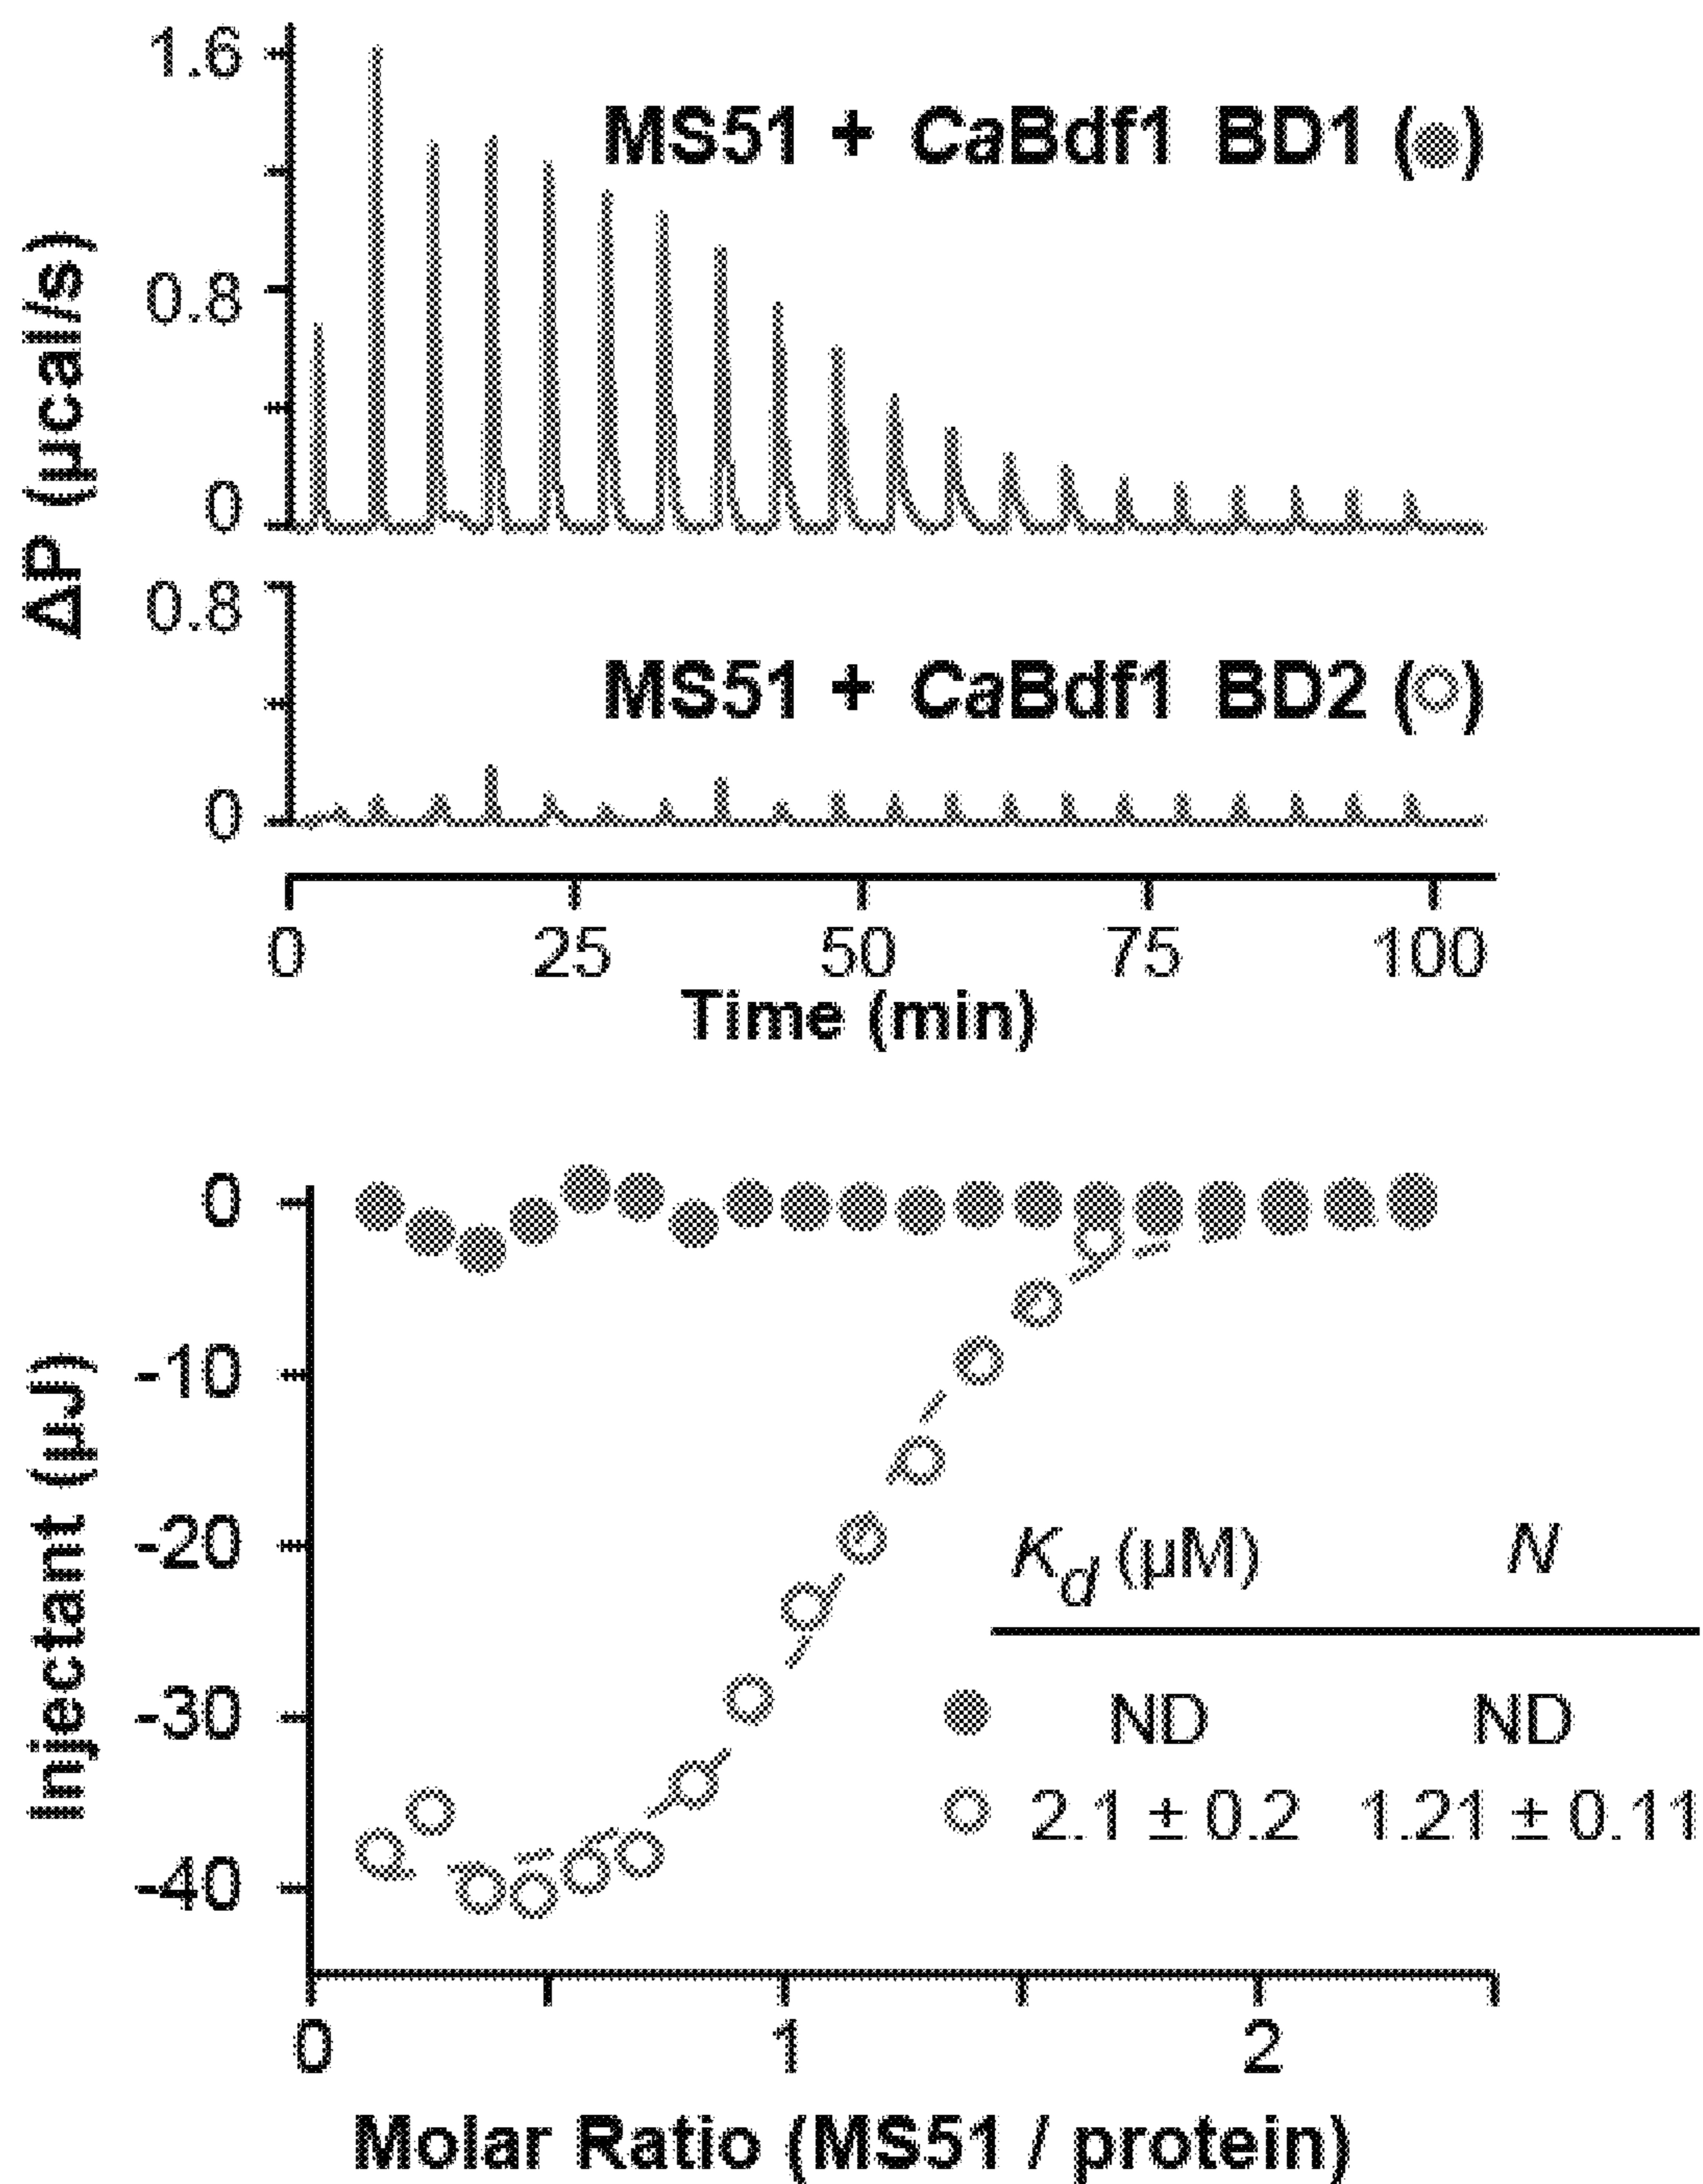 ΔP (µcal/s)
1.6
0.8
0
MS51 + CaBdf1 BD1 (●)
0.8
0
MS51 + CaBdf1 BD2 (○)
0 25 50 75 100
Time (min)
Injectant (µJ)
0
-10
-20
-30
-40
Kd (µM) N
ND ND
2.1 ± 0.2 1.21 ± 0.11
0 1 2
Molar Ratio (MS51 / protein)